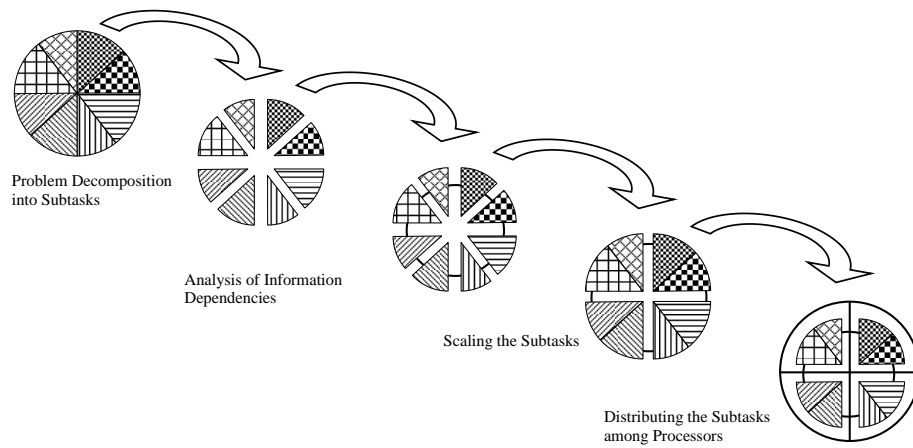 Problem Decomposition
into Subtasks
Analysis of Information
Dependencies
Scaling the Subtasks
Distributing the Subtasks
among Processors